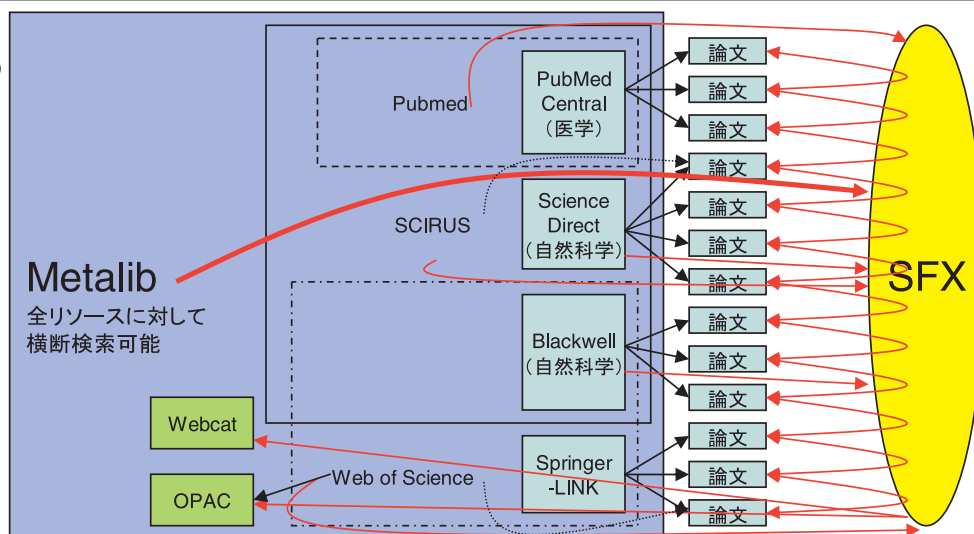 Metalib
全リソースに対して
横断検索可能
Pubmed
PubMed
Central
(医学)
SCIRUS
Science
Direct
(自然科学)
Blackwell
(自然科学)
Webcat
OPAC
Web of Science
Springer
-LINK
論文
論文
論文
論文
論文
論文
論文
論文
論文
論文
論文
論文
論文
SFX